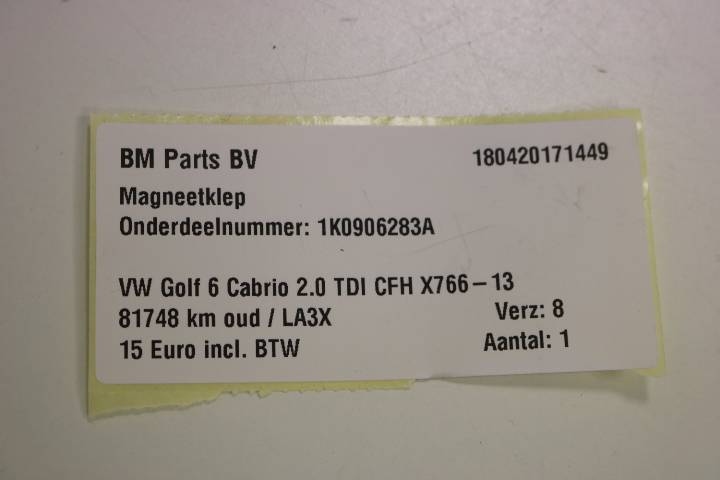 BM Parts BV 180420171449
Magneetklep
Onderdeelnummer: 1K0906283A
VW Golf 6 Cabrio 2.0 TDI CFH X766-13
81748 km oud / LA3X Verz: 8
15 Euro incl. BTW Aantal: 1